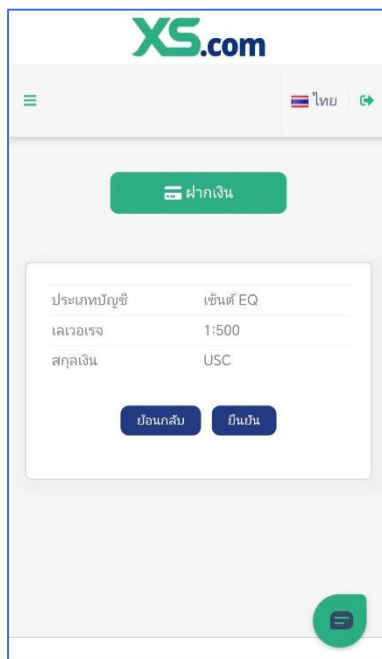 XS.com
ไทย
ฝากเงิน
ประเภทบัญชี เซ็นต์ EQ
เลเวอเรจ 1:500
สกุลเงิน USC
ย้อนกลับ ยืนยัน